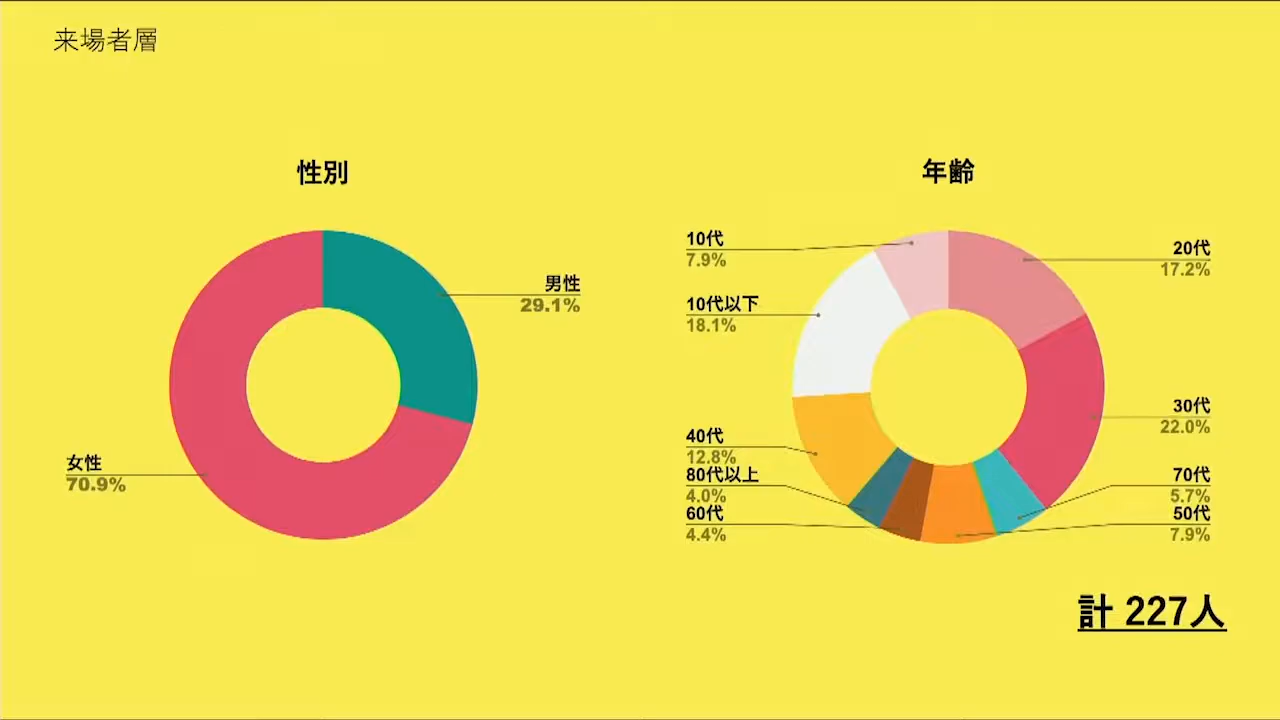 来場者層
性別
男性
29.1%
女性
70.9%
年齢
10代
7.9%
10代以下
18.1%
40代
12.8%
80代以上
4.0%
60代
4.4%
20代
17.2%
30代
22.0%
70代
5.7%
50代
7.9%
計 227人